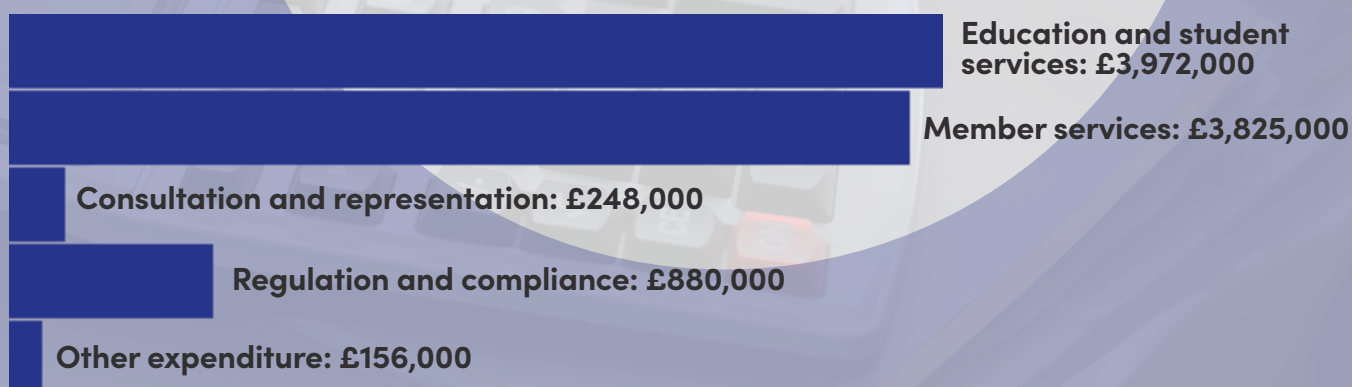 Education and student
services: £3,972,000
Member services: £3,825,000
Consultation and representation: £248,000
Regulation and compliance: £880,000
Other expenditure: £156,000